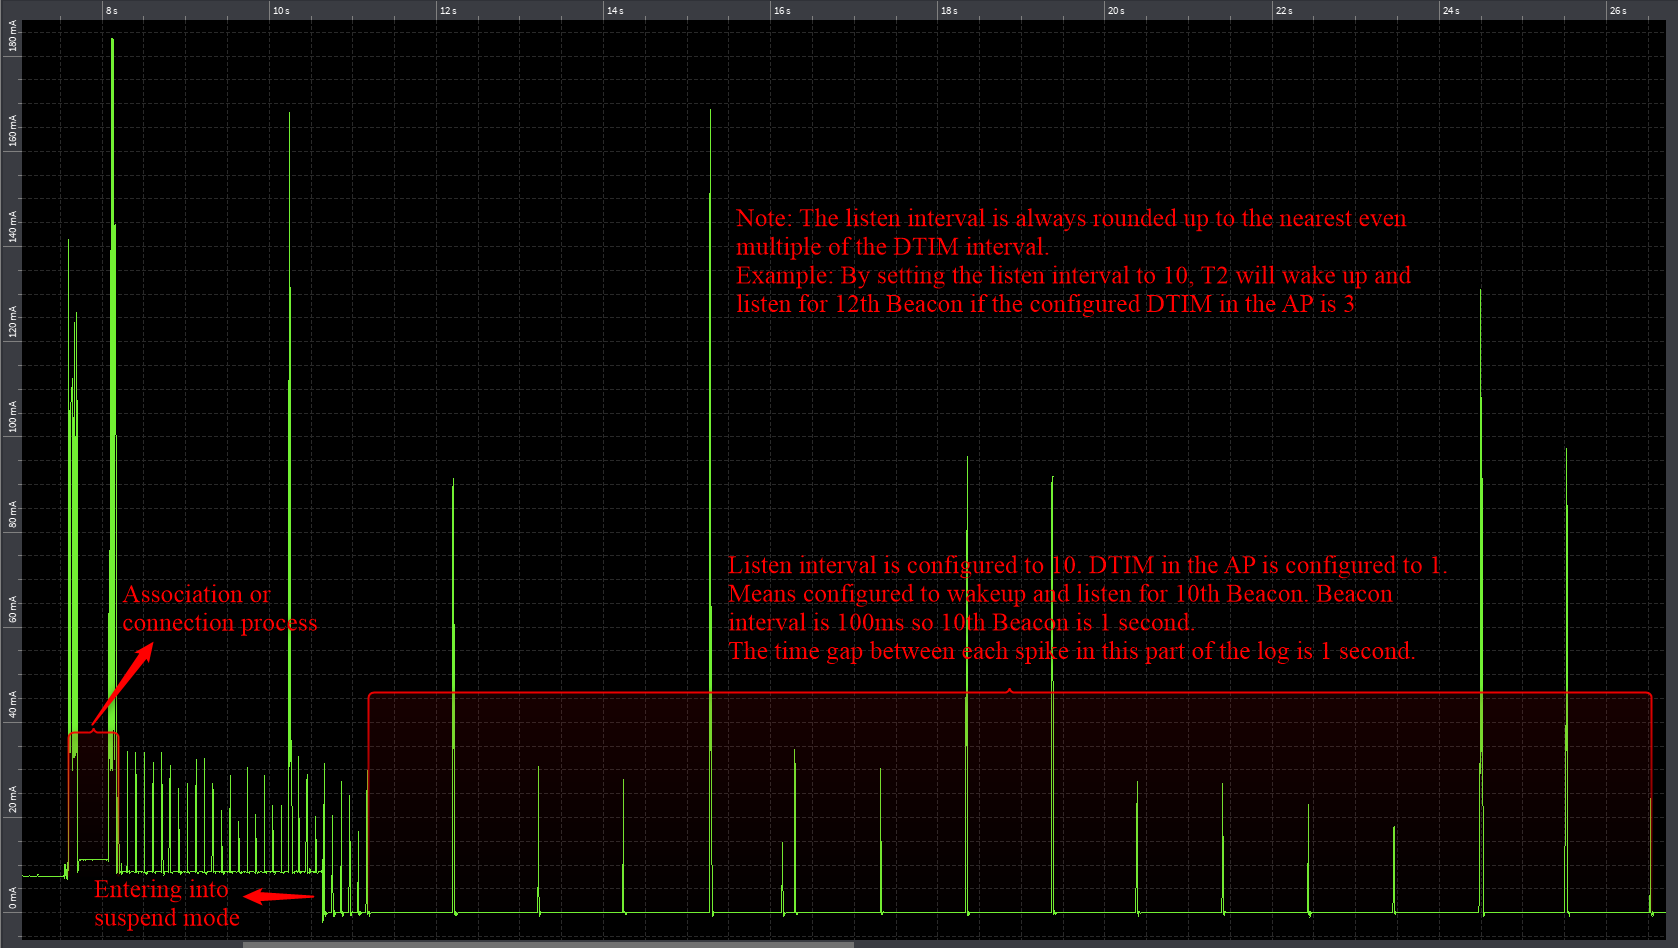 8 s 10 s 12 s 14 s 16 s 18 s 20 s 22 s 24 s 26 s
180 mA
160 mA
140 mA
120 mA
100 mA
80 mA
60 mA
40 mA
20 mA
0 mA
Note: The listen interval is always rounded up to the nearest even
multiple of the DTIM interval.
Example: By setting the listen interval to 10, T2 will wake up and
listen for 12th Beacon if the configured DTIM in the AP is 3
Listen interval is configured to 10. DTIM in the AP is configured to 1.
Means configured to wakeup and listen for 10th Beacon. Beacon
interval is 100ms so 10th Beacon is 1 second.
The time gap between each spike in this part of the log is 1 second.
Association or
connection process
Entering into
suspend mode